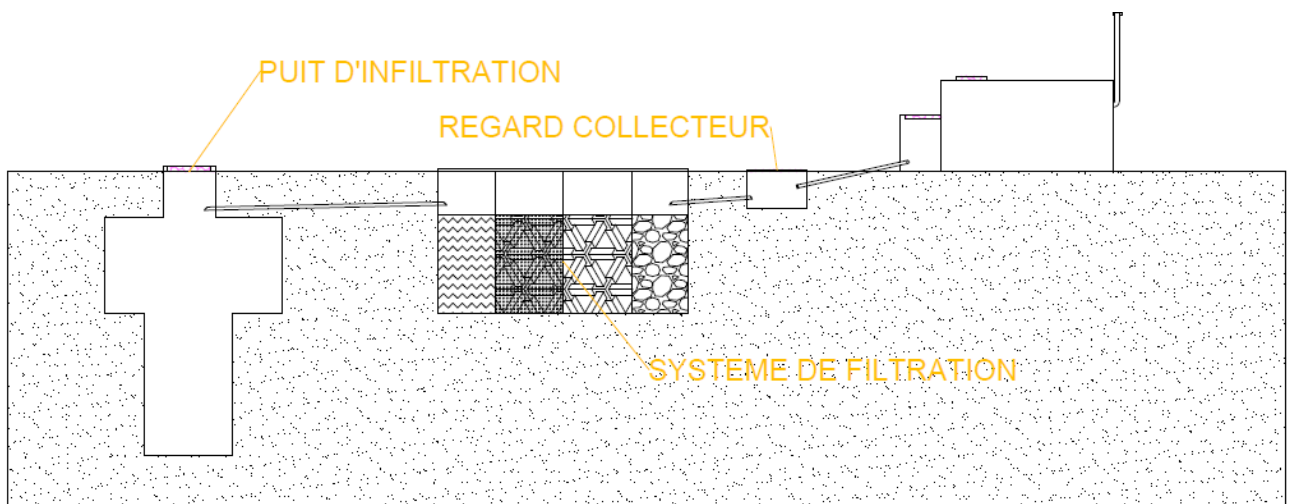 PUIT D'INFILTRATION
REGARD COLLECTEUR
SYSTEME DE FILTRATION